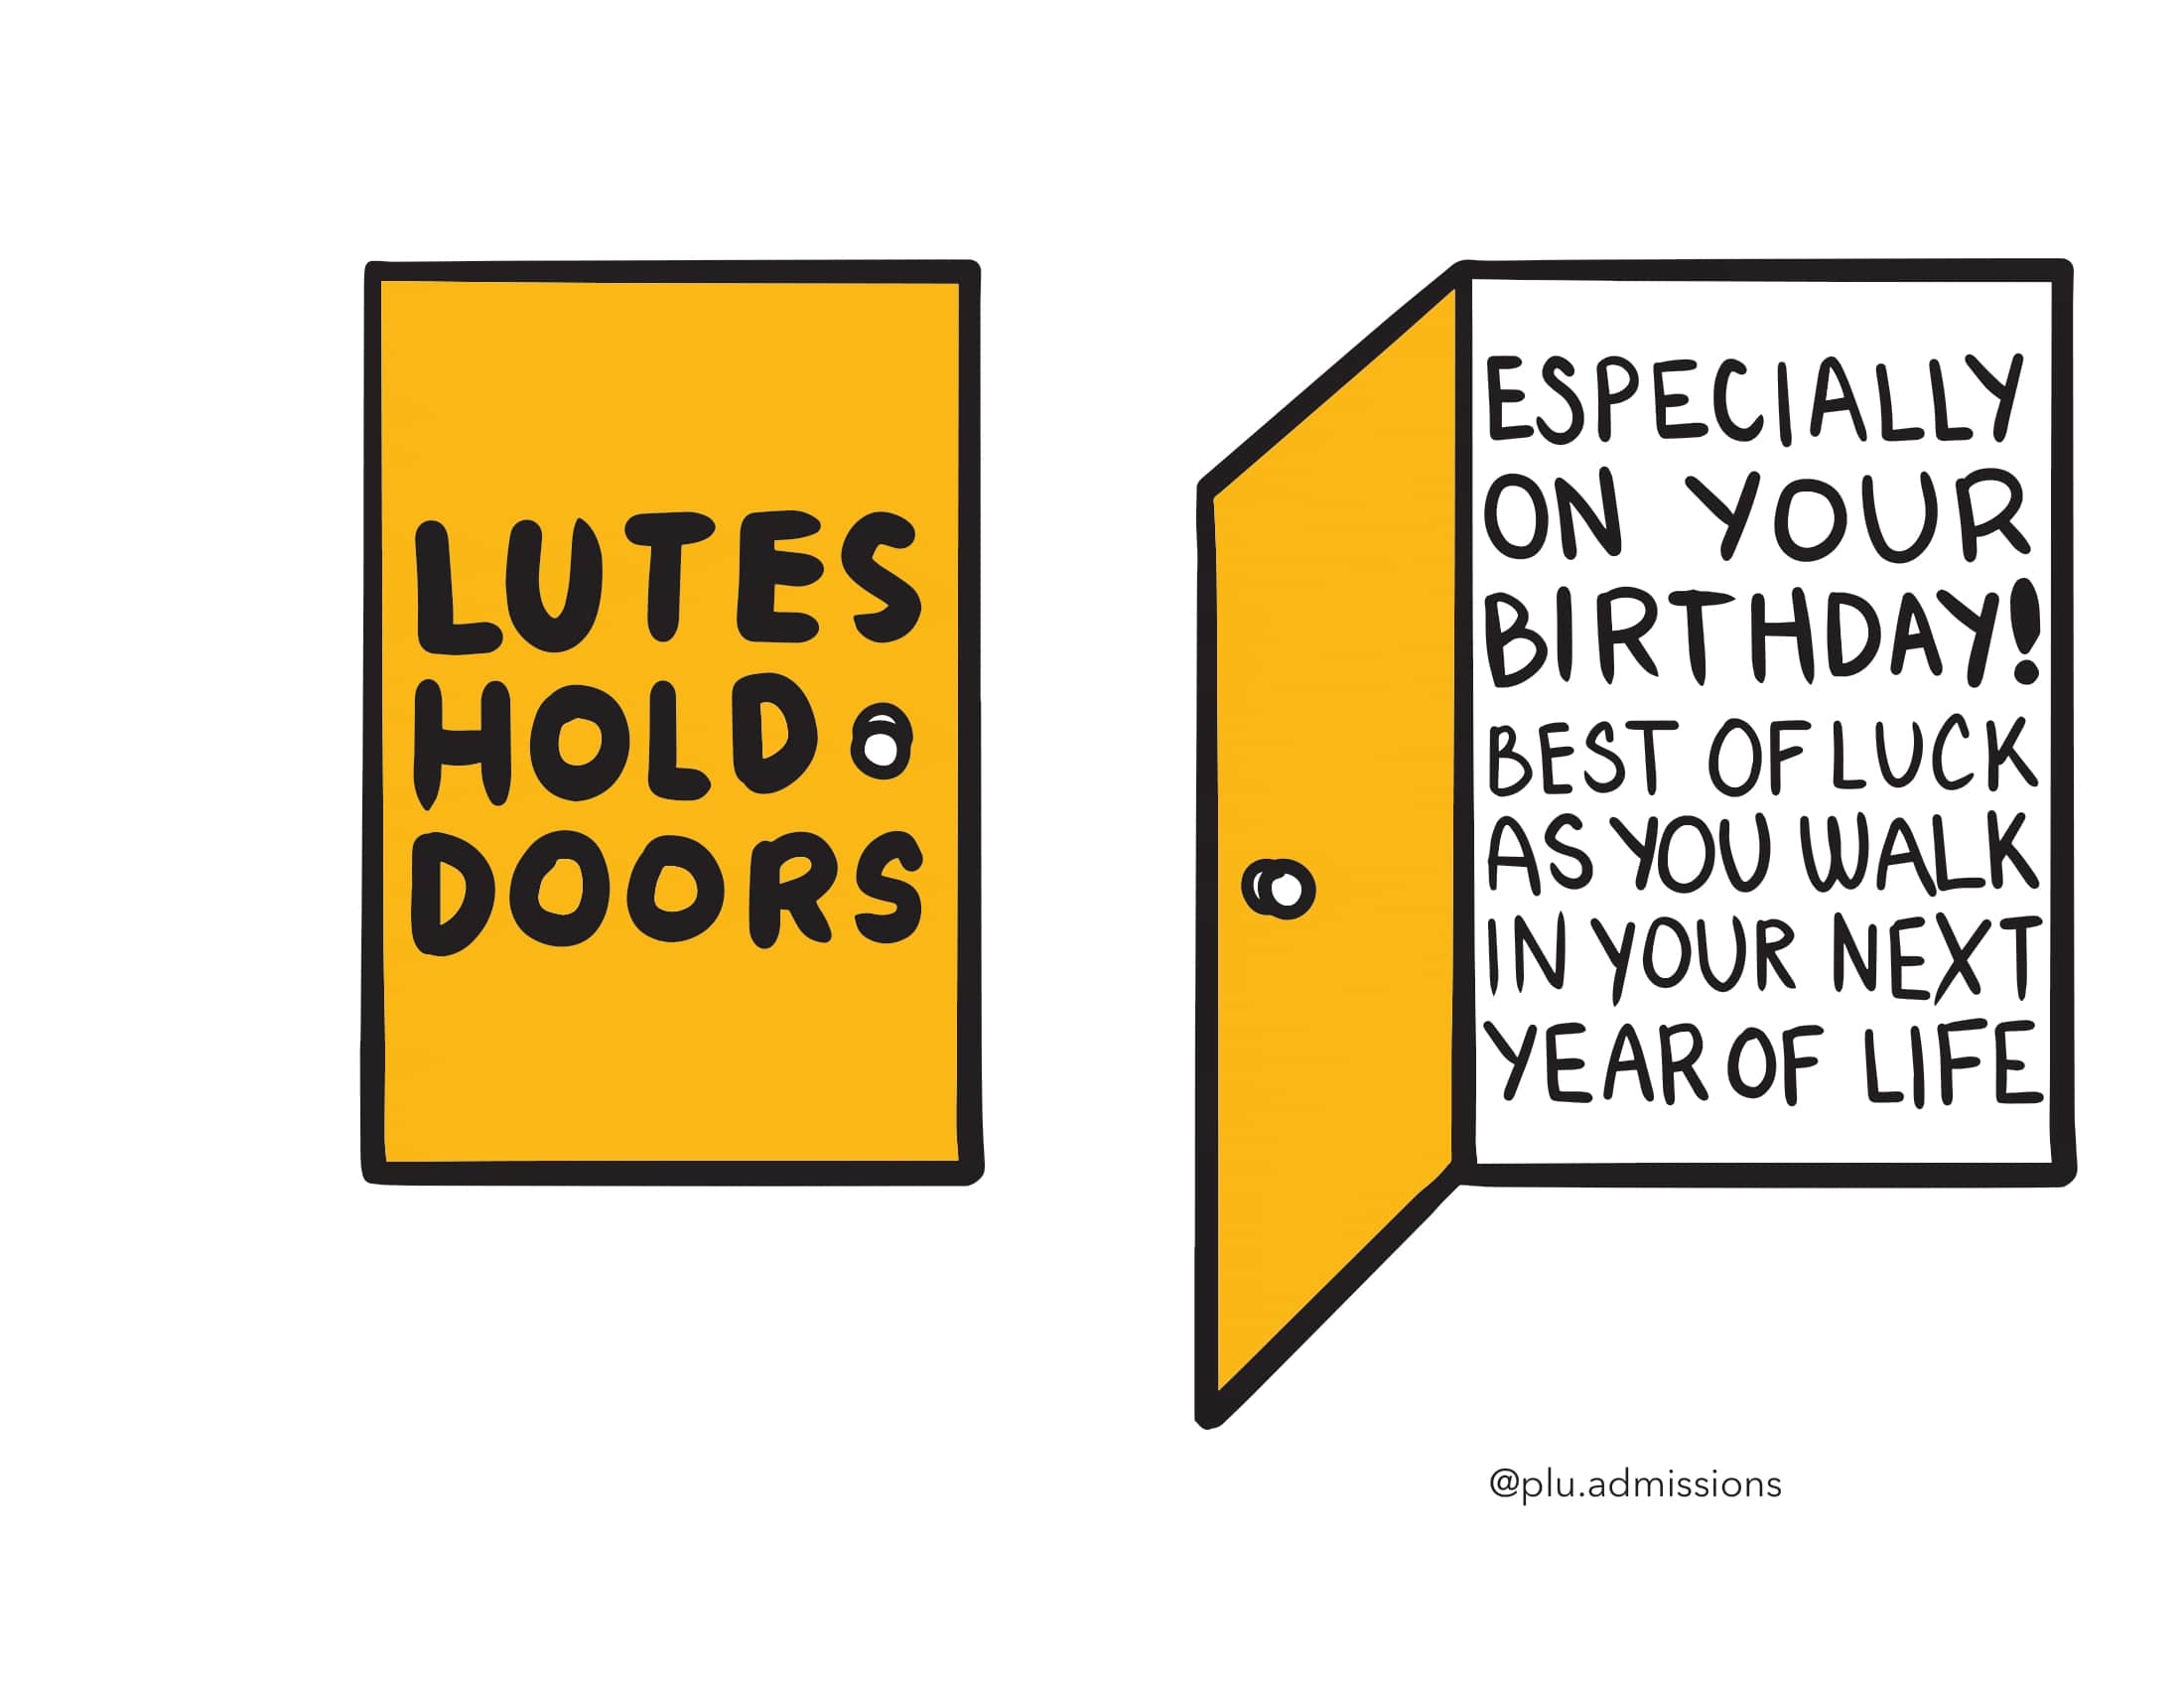 LUTES
HOLD
DOORS
ESPECIALLY
ON YOUR
BIRTHDAY!
BEST OF LUCK
AS YOU WALK
IN YOUR NEXT
YEAR OF LIFE
@plu.admissions